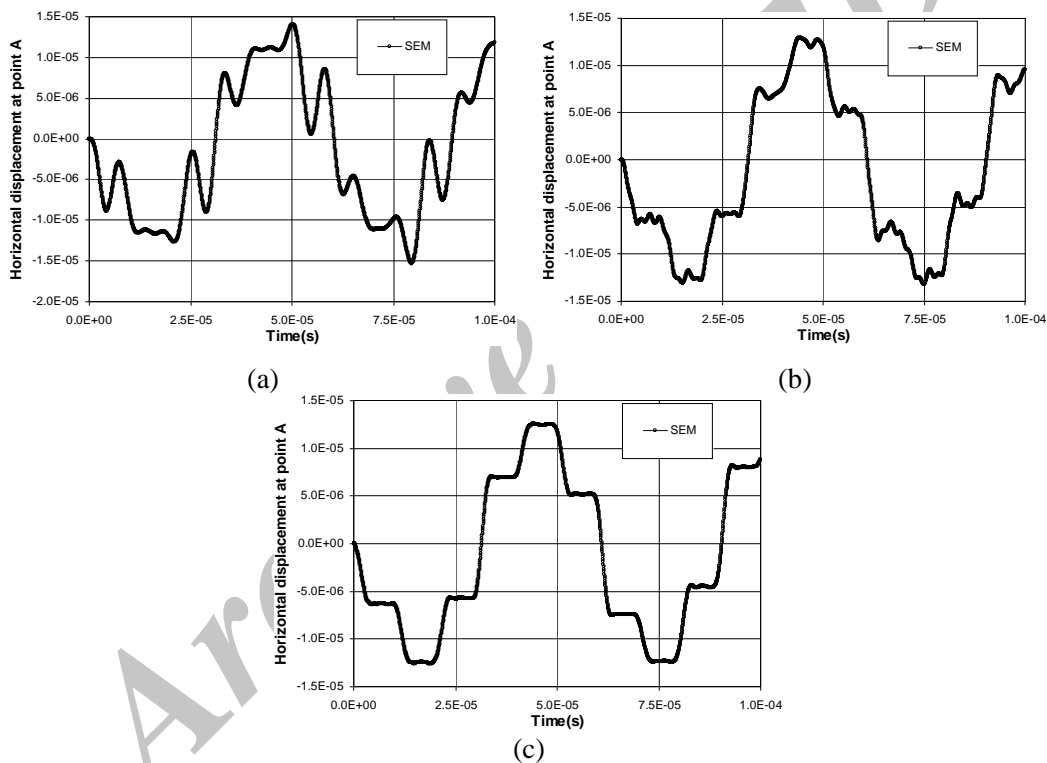 Horizontal displacement at point A
1.5E-05
1.0E-05
5.0E-06
0.0E+00
-5.0E-06
-1.0E-05
-1.5E-05
-2.0E-05
SEM
0.0E+00 2.5E-05 5.0E-05 7.5E-05 1.0E-04
Time(s)
(a)
Horizontal displacement at point A
1.5E-05
1.0E-05
5.0E-06
0.0E+00
-5.0E-06
-1.0E-05
-1.5E-05
SEM
0.0E+00 2.5E-05 5.0E-05 7.5E-05 1.0E-04
Time(s)
(b)
Horizontal displacement at point A
1.5E-05
1.0E-05
5.0E-06
0.0E+00
-5.0E-06
-1.0E-05
-1.5E-05
SEM
0.0E+00 2.5E-05 5.0E-05 7.5E-05 1.0E-04
Time(s)
(c)